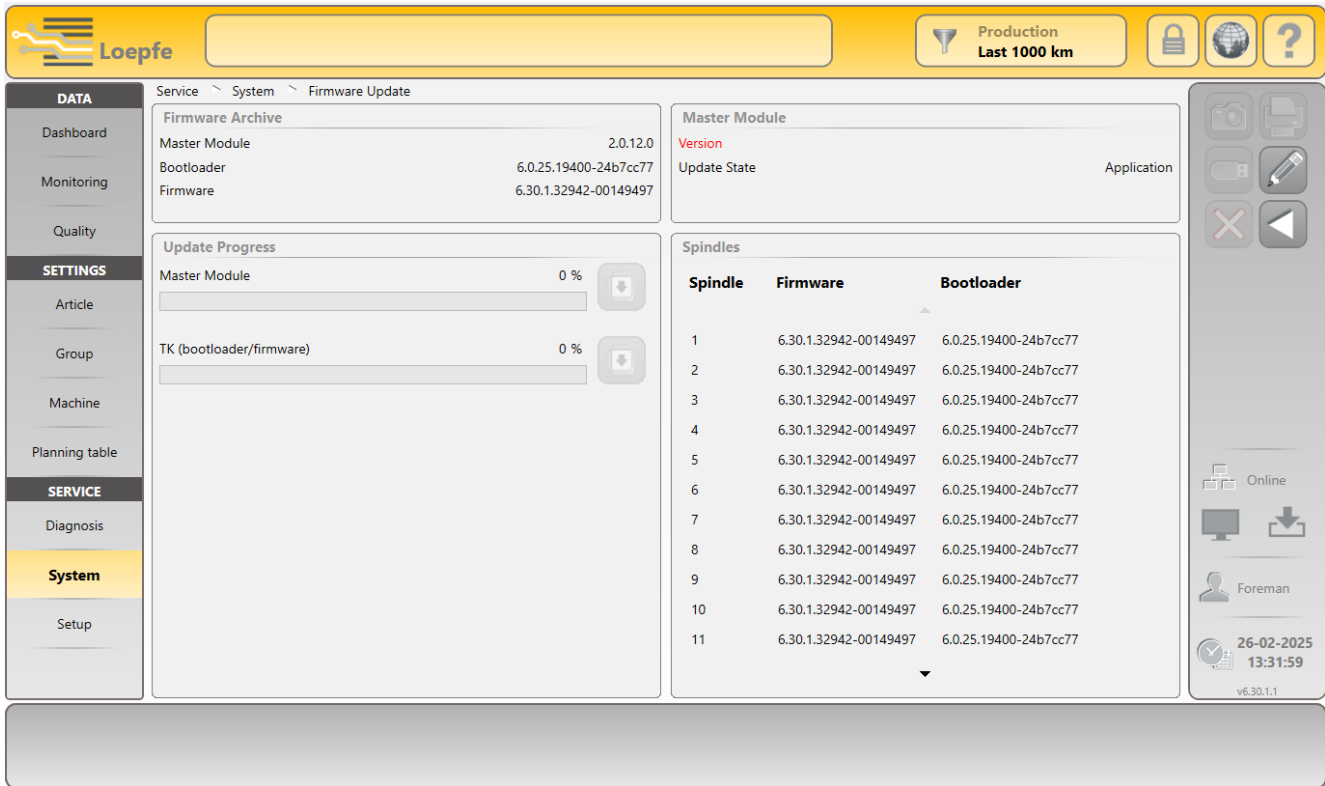 Loepfe
Production
Last 1000 km
?
DATA
Dashboard
Monitoring
Quality
SETTINGS
Article
Group
Machine
Planning table
SERVICE
Diagnosis
System
Setup
Service > System > Firmware Update
Firmware Archive
Master Module 2.0.12.0
Bootloader 6.0.25.19400-24b7cc77
Firmware 6.30.1.32942-00149497
Master Module
Version
Update State Application
Update Progress
Master Module 0 %
TK (bootloader/firmware) 0 %
Spindles
Spindle Firmware Bootloader
1 6.30.1.32942-00149497 6.0.25.19400-24b7cc77
2 6.30.1.32942-00149497 6.0.25.19400-24b7cc77
3 6.30.1.32942-00149497 6.0.25.19400-24b7cc77
4 6.30.1.32942-00149497 6.0.25.19400-24b7cc77
5 6.30.1.32942-00149497 6.0.25.19400-24b7cc77
6 6.30.1.32942-00149497 6.0.25.19400-24b7cc77
7 6.30.1.32942-00149497 6.0.25.19400-24b7cc77
8 6.30.1.32942-00149497 6.0.25.19400-24b7cc77
9 6.30.1.32942-00149497 6.0.25.19400-24b7cc77
10 6.30.1.32942-00149497 6.0.25.19400-24b7cc77
11 6.30.1.32942-00149497 6.0.25.19400-24b7cc77
Online
Foreman
26-02-2025
13:31:59
v6.30.1.1